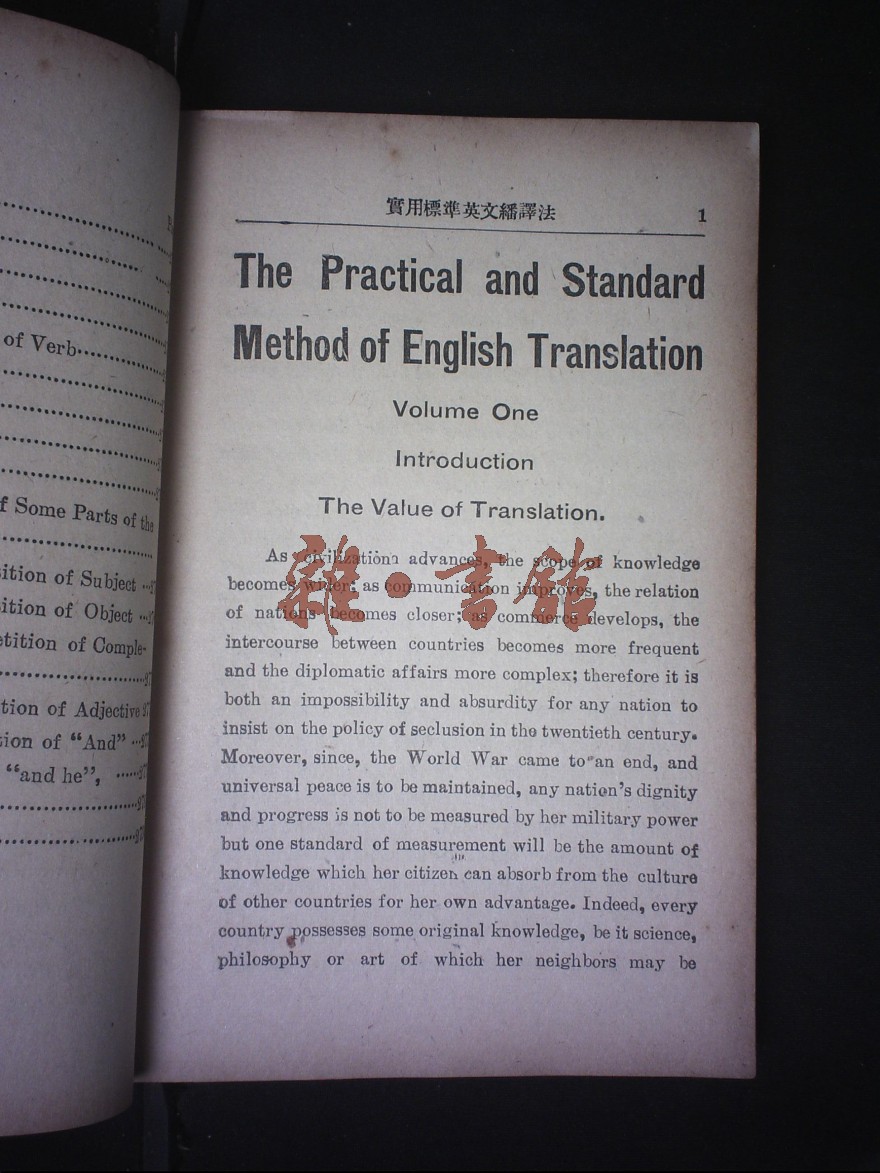 of Verb
f Some Parts of the
ition of Subject
ition of Object
etition of Comple-
tion of Adjective
ion of "And"
"and he",
實用標準英文繙譯法 1
The Practical and Standard
Method of English Translation
Volume One
Introduction
The Value of Translation.
As civilization advances, the scope of knowledge
becomes wider; as communication improves, the relation
of nations becomes closer; as commerce develops, the
intercourse between countries becomes more frequent
and the diplomatic affairs more complex; therefore it is
both an impossibility and absurdity for any nation to
insist on the policy of seclusion in the twentieth century.
Moreover, since, the World War came to an end, and
universal peace is to be maintained, any nation's dignity
and progress is not to be measured by her military power
but one standard of measurement will be the amount of
knowledge which her citizen can absorb from the culture
of other countries for her own advantage. Indeed, every
country possesses some original knowledge, be it science,
philosophy or art of which her neighbors may be
雜·書館